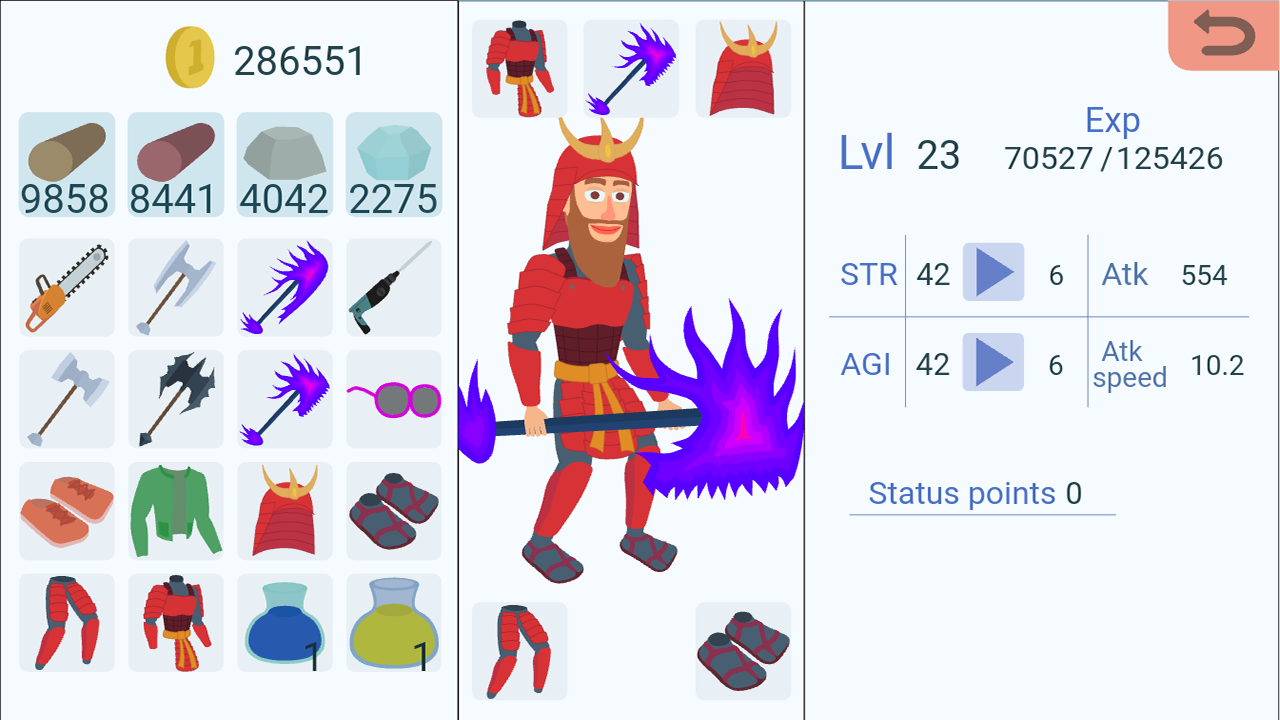 1 286551
9858 8441 4042 2275
1 1
Exp
Lvl 23 70527 / 125426
STR 42 6 Atk 554
AGI 42 6 Atk speed 10.2
Status points 0